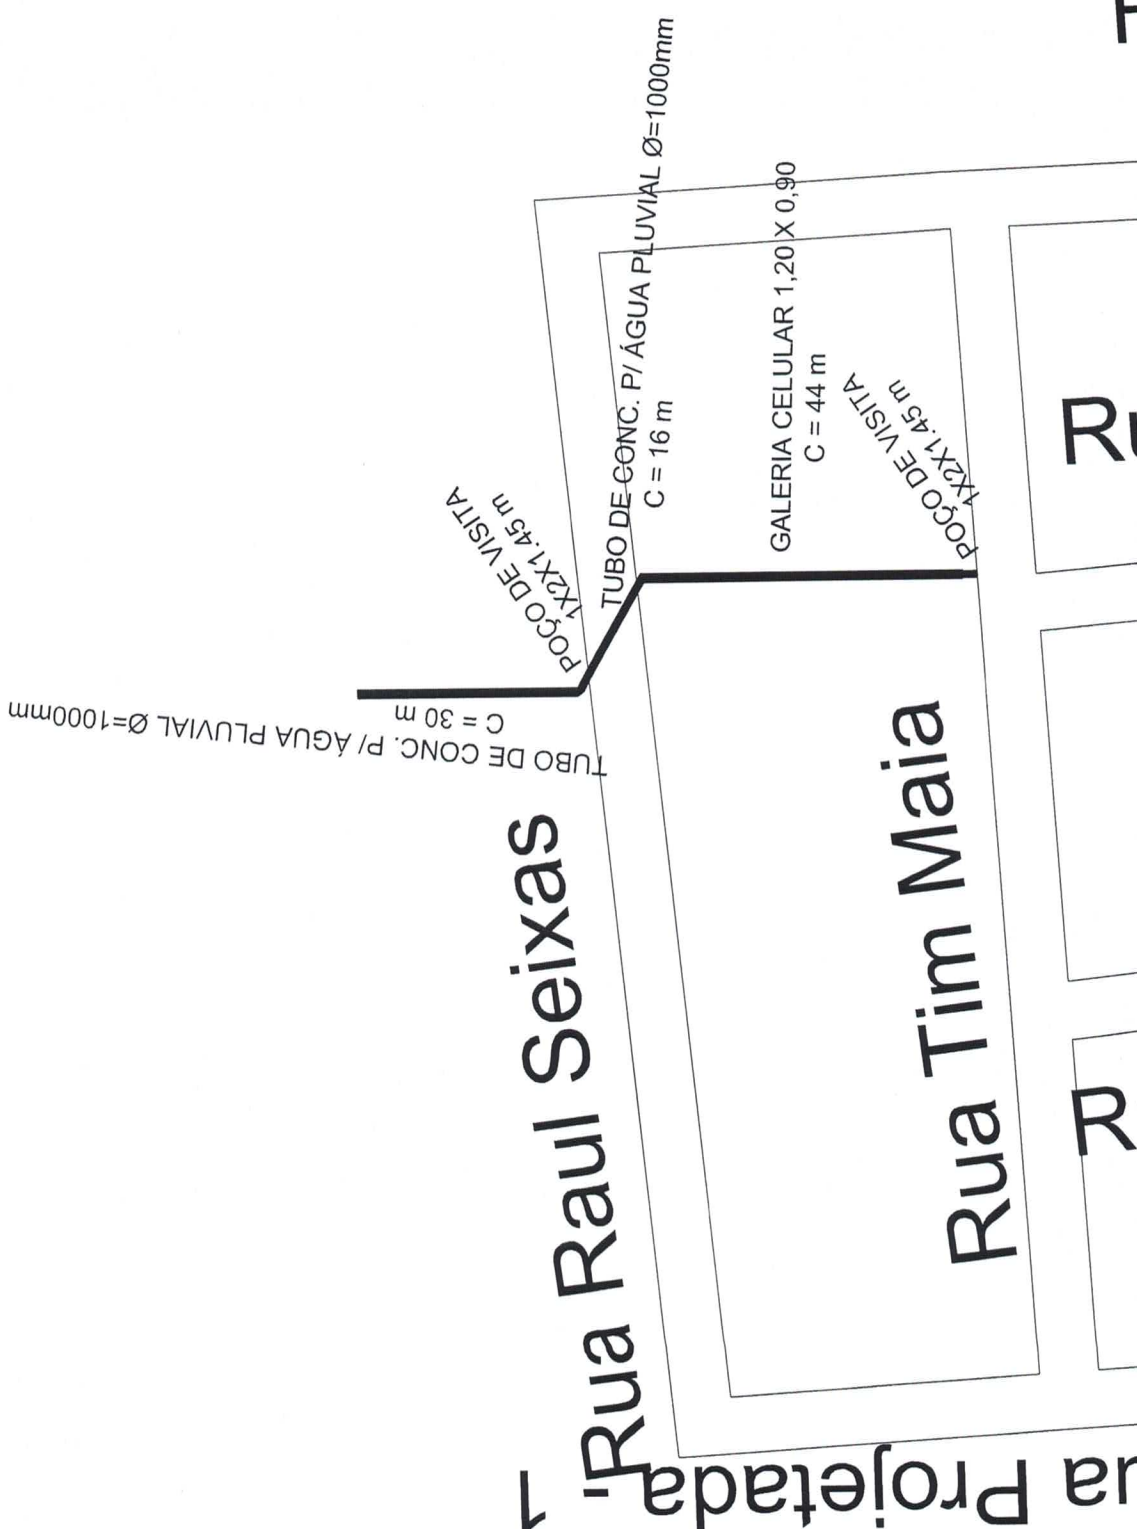 TUBO DE CONC. P/ ÁGUA PLUVIAL Ø=1000mm
C = 30 m
POÇO DE VISITA
1X2X1.45 m
TUBO DE CONC. P/ ÁGUA PLUVIAL Ø=1000mm
C = 16 m
GALERIA CELULAR 1,20 X 0,90
C = 44 m
POÇO DE VISITA
1X2X1.45 m
Rua Raul Seixas
Rua Tim Maia
Ru
R
ua Projetada
1